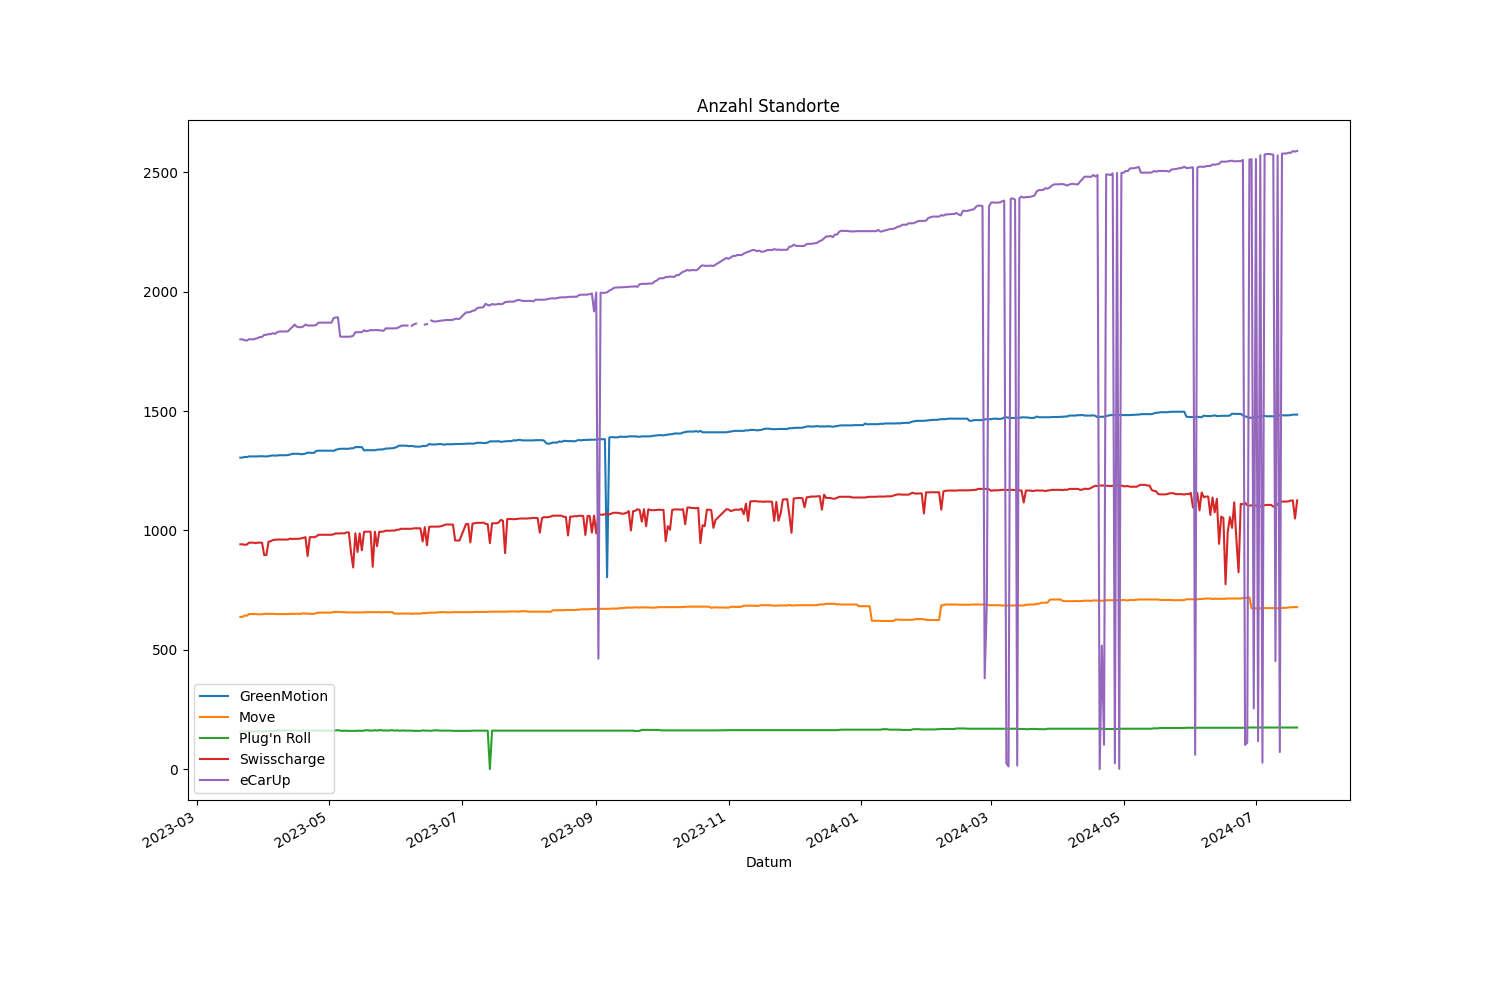 Anzahl Standorte
2500
2000
1500
1000
500
0
GreenMotion
Move
Plug'n Roll
Swisscharge
eCarUp
2023-03
2023-05
2023-07
2023-09
2023-11
2024-01
2024-03
2024-05
2024-07
Datum